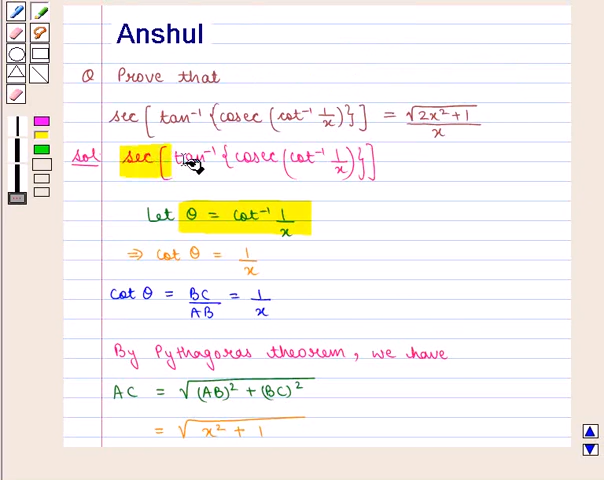 Anshul
Q Prove that
sec[tan⁻¹{cosec(cot⁻¹ 1/x)}] = √(2x²+1)/x
Sol sec[tan⁻¹{cosec(cot⁻¹ 1/x)}]
Let θ = cot⁻¹ 1/x
⇒ cot θ = 1/x
cot θ = BC/AB = 1/x
By Pythagoras theorem, we have
AC = √((AB)² + (BC)²)
= √(x² + 1)